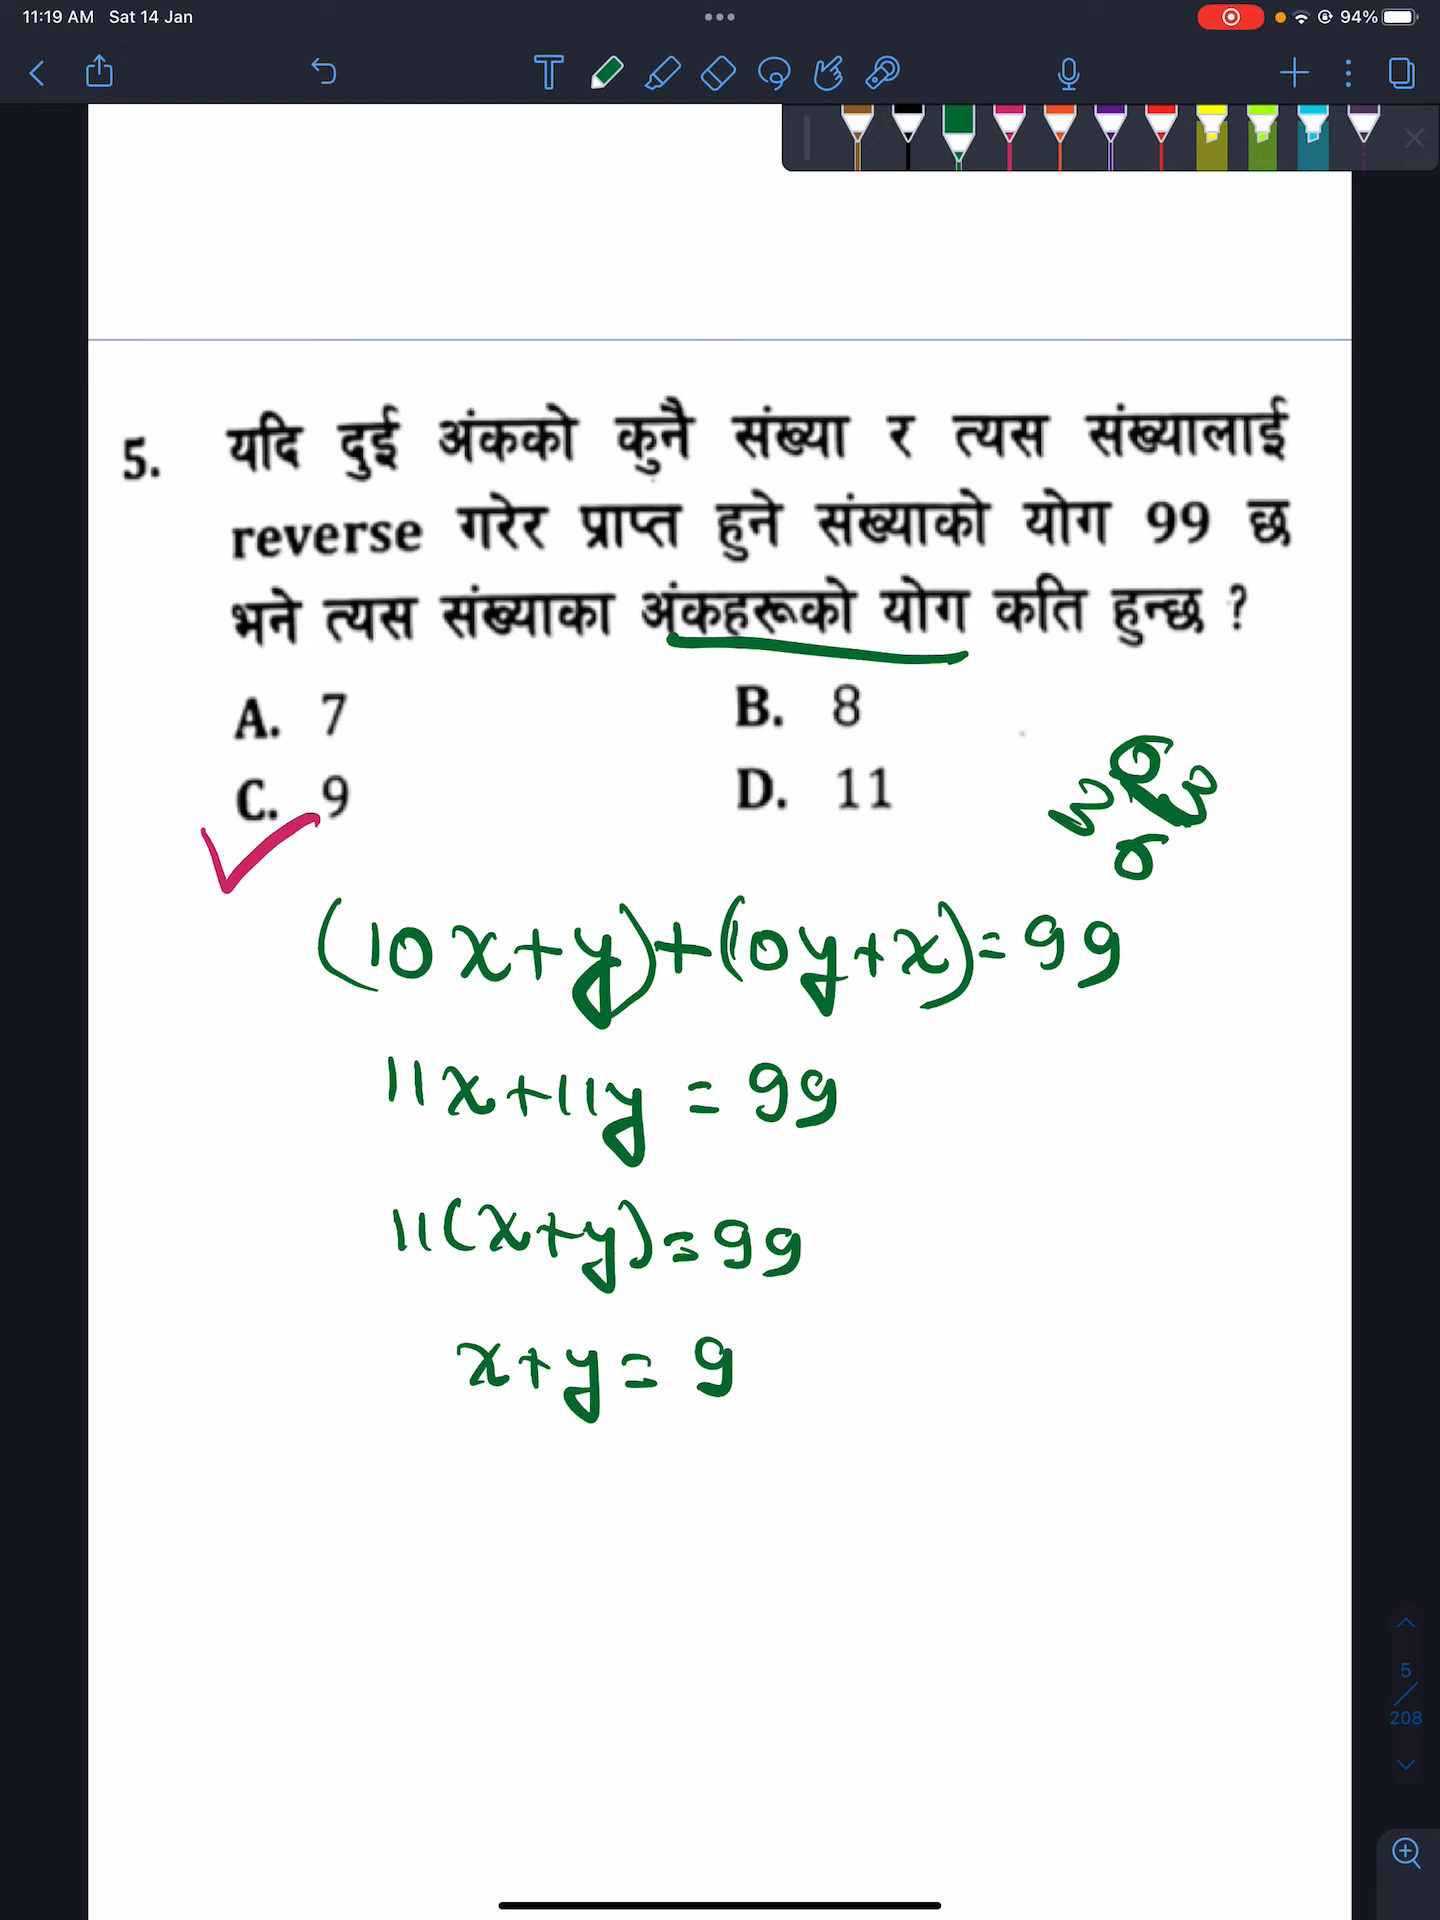 11:19 AM Sat 14 Jan
94%
5. यदि दुई अंकको कुनै संख्या र त्यस संख्यालाई
reverse गरेर प्राप्त हुने संख्याको योग 99 छ
भने त्यस संख्याका अंकहरूको योग कति हुन्छ ?
A. 7 B. 8
C. 9 D. 11
(10x+y)+(10y+x)=99
11x+11y = 99
11(x+y)=99
x+y= 9
5
/
208